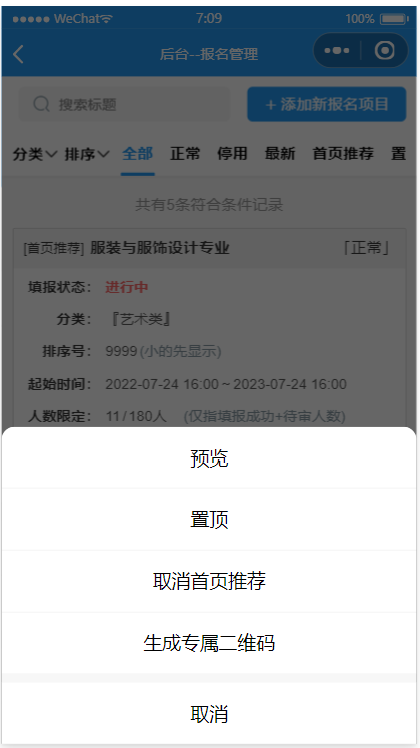 WeChat 7:09 100%
后台--报名管理
搜索标题 + 添加新报名项目
分类 排序 全部 正常 停用 最新 首页推荐 置
共有5条符合条件记录
[首页推荐] 服装与服饰设计专业 「正常」
填报状态： 进行中
分类： 『艺术类』
排序号： 9999 (小的先显示)
起始时间： 2022-07-24 16:00 ~ 2023-07-24 16:00
人数限定： 11 / 180人 (仅指填报成功+待审人数)
预览
置顶
取消首页推荐
生成专属二维码
取消